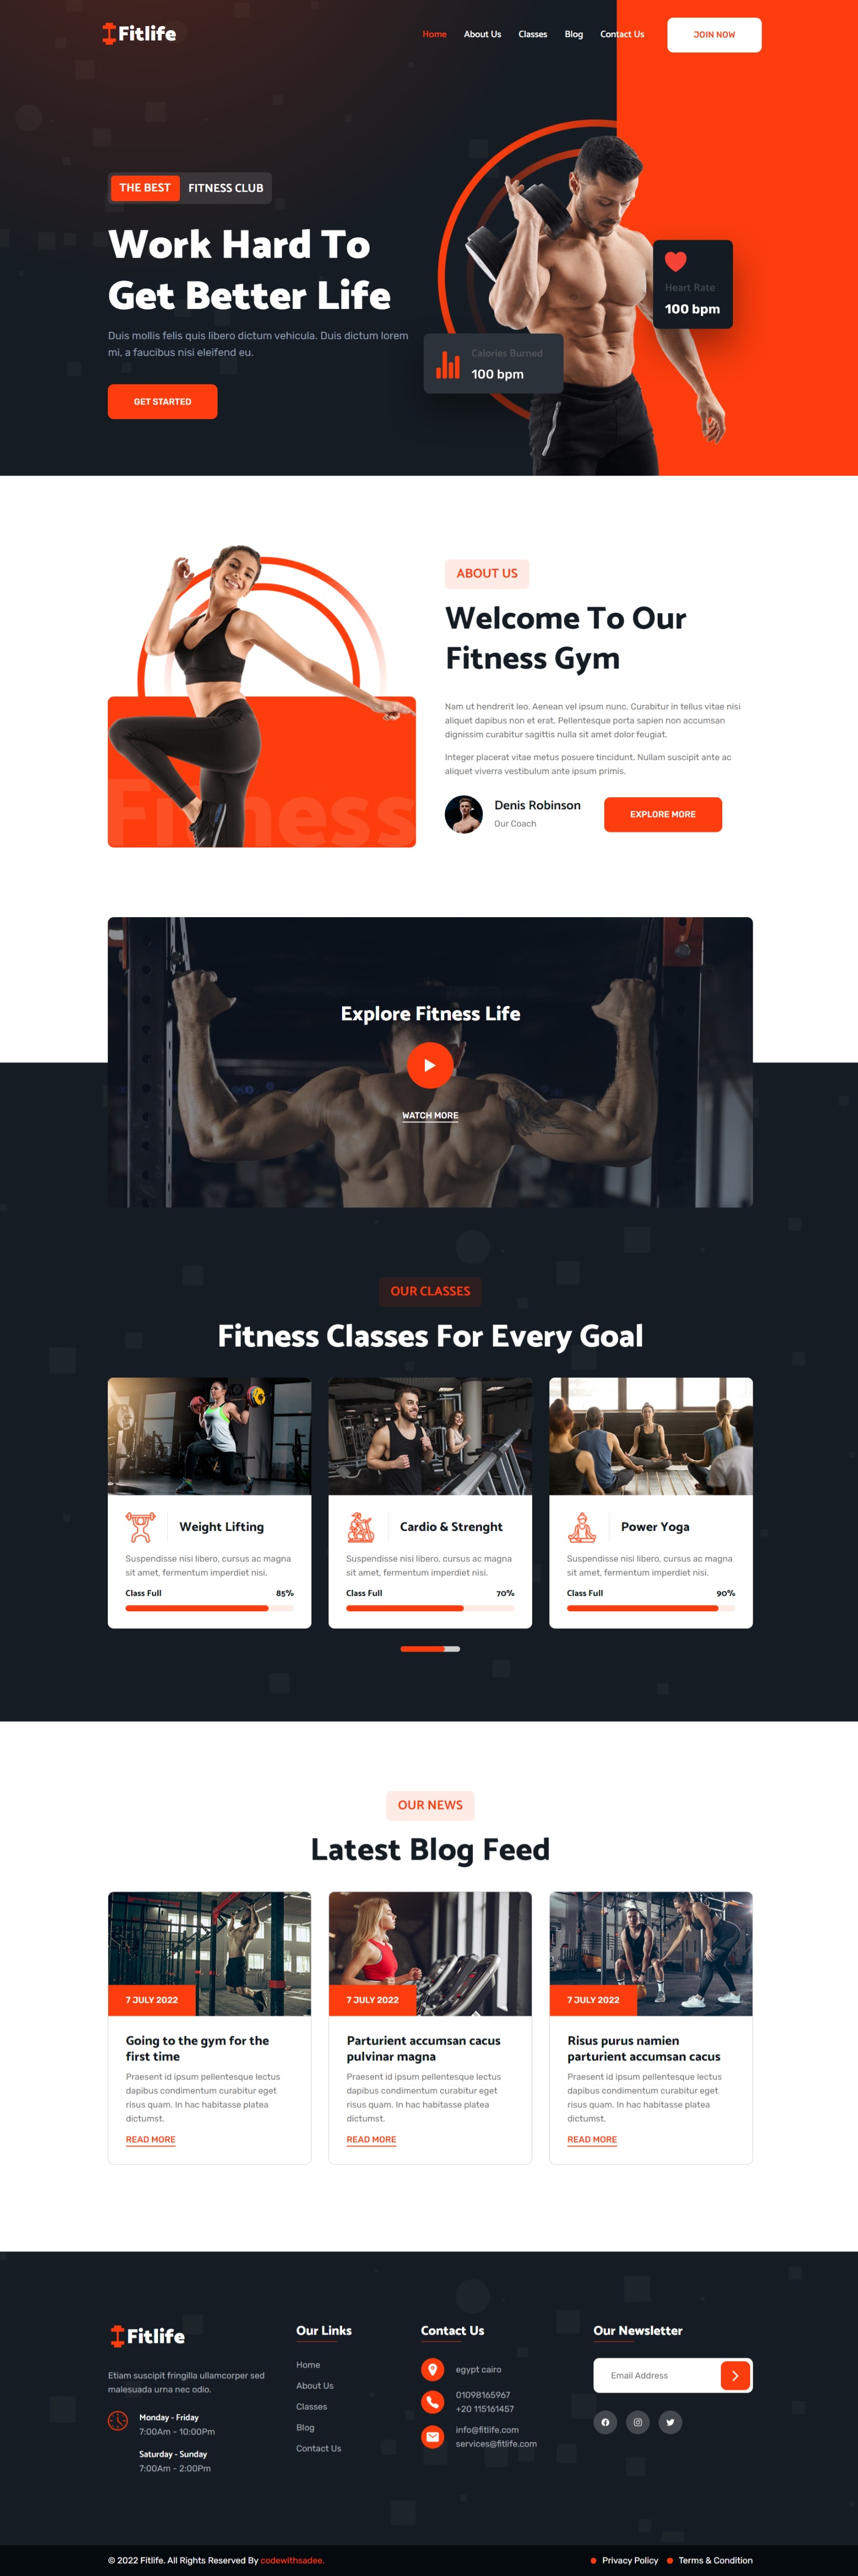 Fitlife
Home About Us Classes Blog Contact Us JOIN NOW
THE BEST FITNESS CLUB
Work Hard To
Get Better Life
Duis mollis felis quis libero dictum vehicula. Duis dictum lorem
mi, a faucibus nisi eleifend eu.
GET STARTED
Heart Rate
100 bpm
Calories Burned
100 bpm
Fitness
ABOUT US
Welcome To Our
Fitness Gym
Nam ut hendrerit leo. Aenean vel ipsum nunc. Curabitur in tellus vitae nisi
aliquet dapibus non et erat. Pellentesque porta sapien non accumsan
dignissim curabitur sagittis nulla sit amet dolor feugiat.
Integer placerat vitae metus posuere tincidunt. Nullam suscipit ante ac
aliquet viverra vestibulum ante ipsum primis.
Denis Robinson
Our Coach
EXPLORE MORE
Explore Fitness Life
WATCH MORE
OUR CLASSES
Fitness Classes For Every Goal
Weight Lifting
Suspendisse nisi libero, cursus ac magna
sit amet, fermentum imperdiet nisi.
Class Full 85%
Cardio & Strenght
Suspendisse nisi libero, cursus ac magna
sit amet, fermentum imperdiet nisi.
Class Full 70%
Power Yoga
Suspendisse nisi libero, cursus ac magna
sit amet, fermentum imperdiet nisi.
Class Full 90%
OUR NEWS
Latest Blog Feed
7 JULY 2022
Going to the gym for the
first time
Praesent id ipsum pellentesque lectus
dapibus condimentum curabitur eget
risus quam. In hac habitasse platea
dictumst.
READ MORE
7 JULY 2022
Parturient accumsan cacus
pulvinar magna
Praesent id ipsum pellentesque lectus
dapibus condimentum curabitur eget
risus quam. In hac habitasse platea
dictumst.
READ MORE
7 JULY 2022
Risus purus namien
parturient accumsan cacus
Praesent id ipsum pellentesque lectus
dapibus condimentum curabitur eget
risus quam. In hac habitasse platea
dictumst.
READ MORE
Fitlife
Etiam suscipit fringilla ullamcorper sed
malesuada urna nec odio.
Monday - Friday
7:00Am - 10:00Pm
Saturday - Sunday
7:00Am - 2:00Pm
Our Links
Home
About Us
Classes
Blog
Contact Us
Contact Us
egypt cairo
01098165967
+20 115161457
info@fitlife.com
services@fitlife.com
Our Newsletter
Email Address
© 2022 Fitlife. All Rights Reserved By codewithsadee.
Privacy Policy Terms & Condition